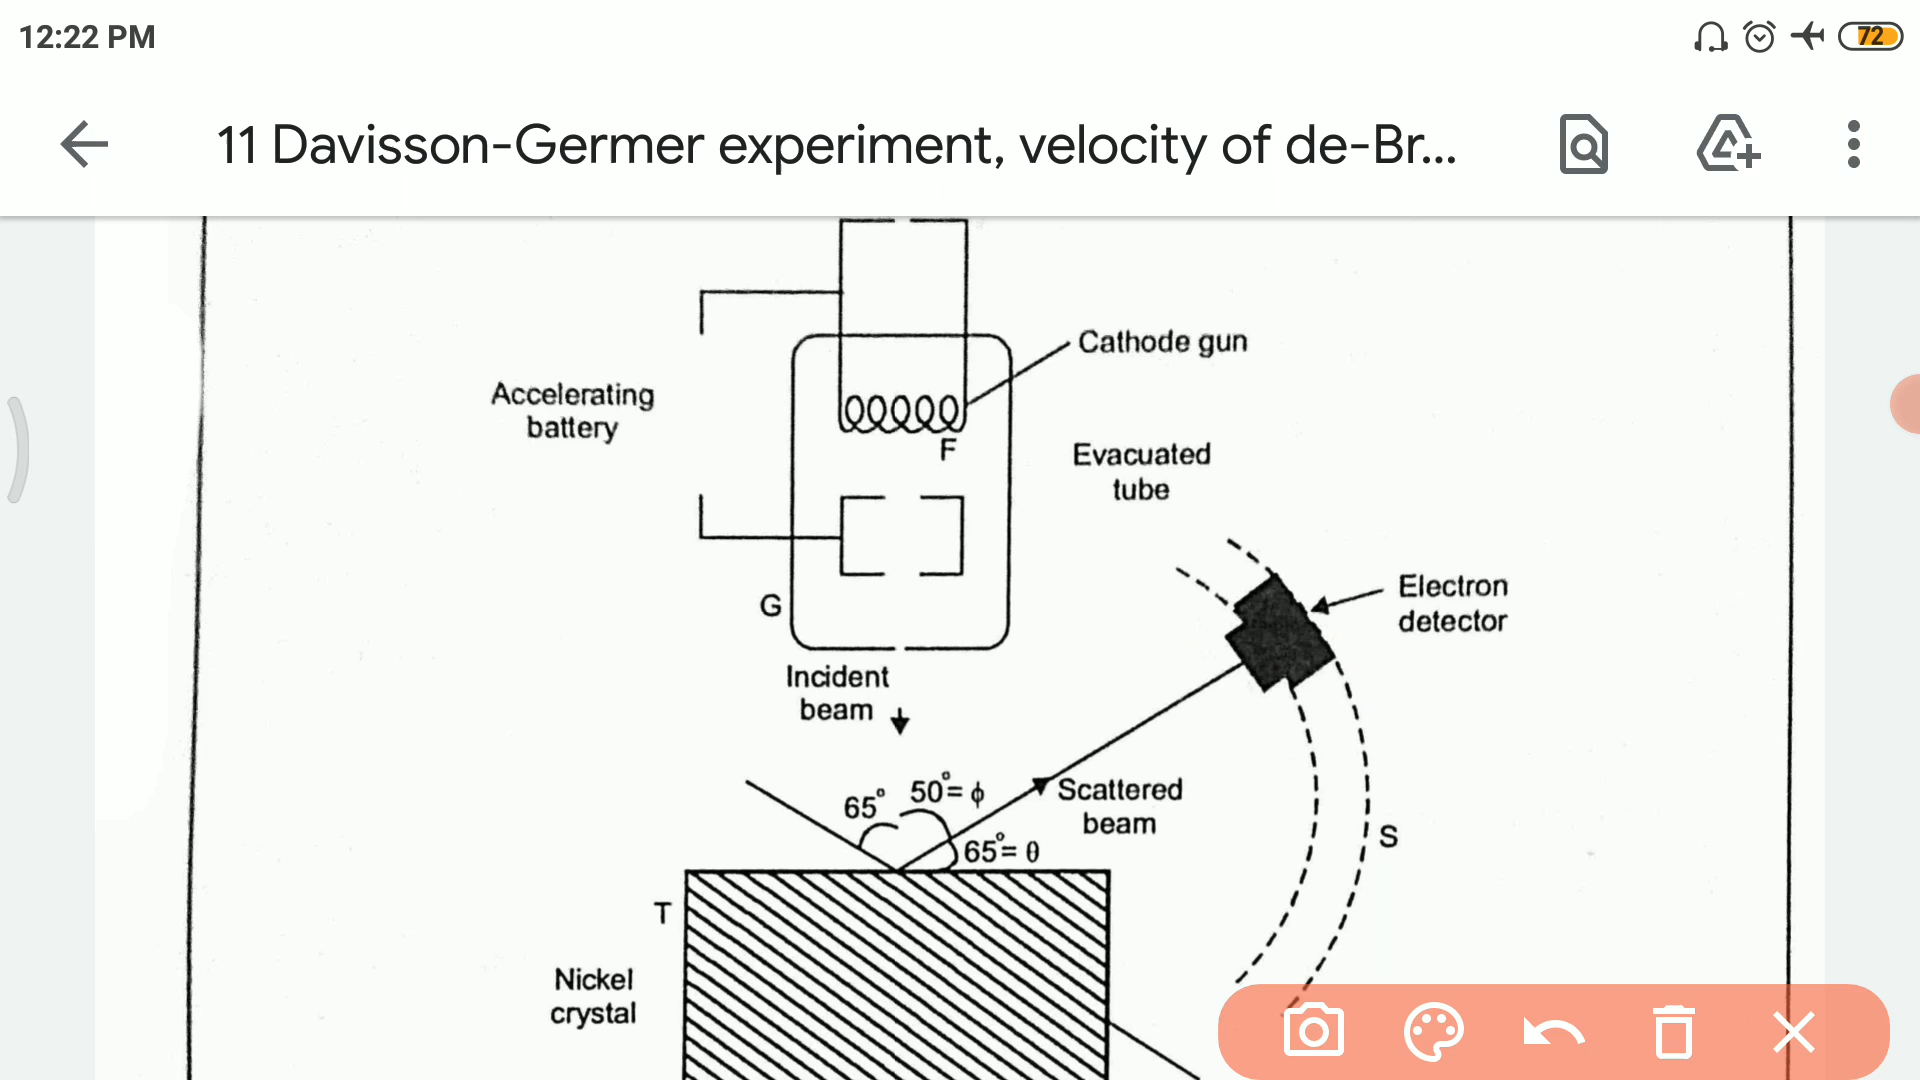 12:22 PM
72
11 Davisson-Germer experiment, velocity of de-Br...
Cathode gun
Accelerating
battery
F
Evacuated
tube
G
Electron
detector
Incident
beam
65° 50°= ϕ
Scattered
beam
65°= θ
S
T
Nickel
crystal